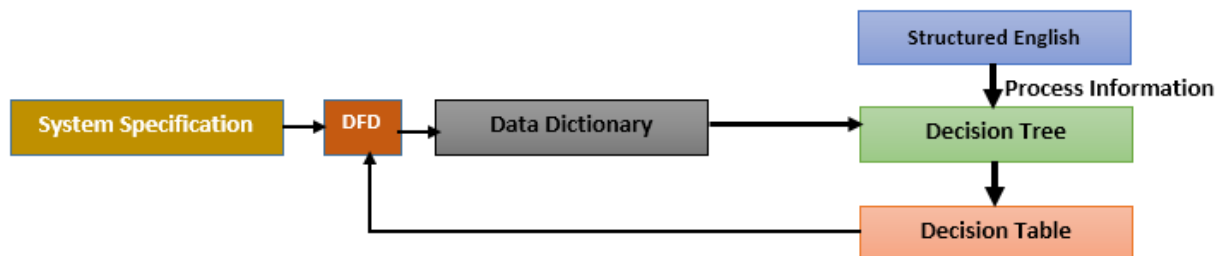 Structured English
Process Information
System Specification
DFD
Data Dictionary
Decision Tree
Decision Table